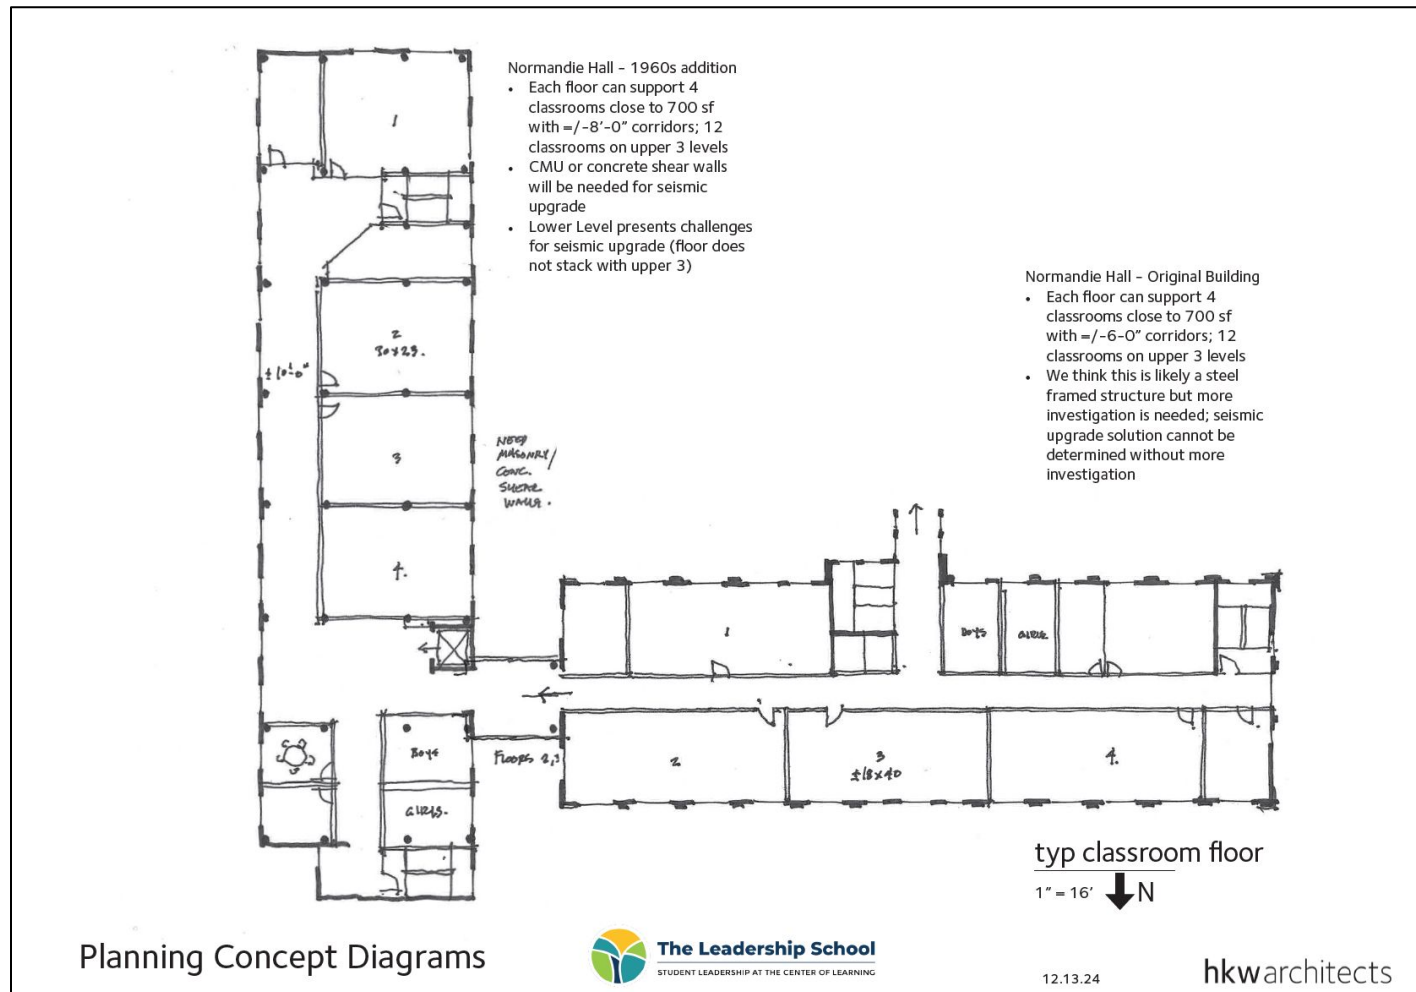 Normandie Hall – 1960s addition
• Each floor can support 4
classrooms close to 700 sf
with =/-8'-0" corridors; 12
classrooms on upper 3 levels
• CMU or concrete shear walls
will be needed for seismic
upgrade
• Lower Level presents challenges
for seismic upgrade (floor does
not stack with upper 3)
Normandie Hall – Original Building
• Each floor can support 4
classrooms close to 700 sf
with =/-6-0" corridors; 12
classrooms on upper 3 levels
• We think this is likely a steel
framed structure but more
investigation is needed; seismic
upgrade solution cannot be
determined without more
investigation
1
2
30x23.
±10'-0"
3
NEED
MASONRY/
CONC.
SHEAR
WALLS.
4.
1
BOYS
GIRLS
BOYS
GIRLS.
FLOORS 2,3
2
3
±18x40
4.
typ classroom floor
1" = 16'
N
Planning Concept Diagrams
The Leadership School
STUDENT LEADERSHIP AT THE CENTER OF LEARNING
12.13.24
hkwarchitects